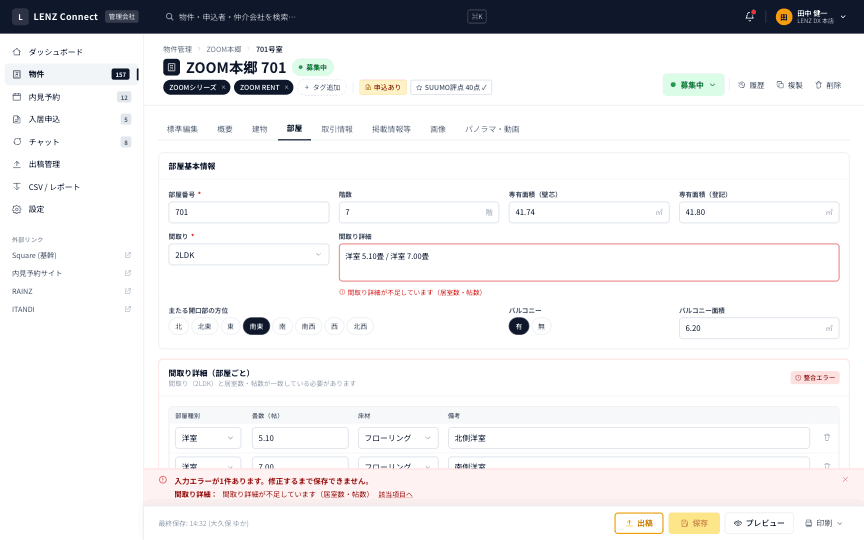 L LENZ Connect 管理会社 物件・申込者・仲介会社を検索… ⌘K 田 田中 健一
LENZ DX 本店
ダッシュボード
物件 157
内見予約 12
入居申込 5
チャット 8
出稿管理
CSV / レポート
設定
外部リンク
Square (基幹)
内見予約サイト
RAINZ
ITANDI
物件管理 › ZOOM本郷 › 701号室
ZOOM本郷 701 募集中
ZOOMシリーズ × ZOOM RENT × + タグ追加 申込あり ☆ SUUMO評点 40点 ✓
募集中 履歴 複製 削除
標準編集 概要 建物 部屋 取引情報 掲載情報等 画像 パノラマ・動画
部屋基本情報
部屋番号 * 階数 専有面積（壁芯） 専有面積（登記）
701 7 階 41.74 ㎡ 41.80 ㎡
間取り * 間取り詳細
2LDK 洋室 5.10畳 / 洋室 7.00畳
間取り詳細が不足しています（居室数・帖数）
主たる開口部の方位 バルコニー バルコニー面積
北 北東 東 南東 南 南西 西 北西 有 無 6.20 ㎡
間取り詳細（部屋ごと）
間取り（2LDK）と居室数・帖数が一致している必要があります
整合エラー
部屋種別 畳数（帖） 床材 備考
洋室 5.10 フローリング 北側洋室
洋室 7.00 フローリング 南側洋室
入力エラーが1件あります。修正するまで保存できません。 ×
間取り詳細： 間取り詳細が不足しています（居室数・帖数） 該当項目へ
最終保存: 14:32 (大久保 ゆか) 出稿 保存 プレビュー 印刷